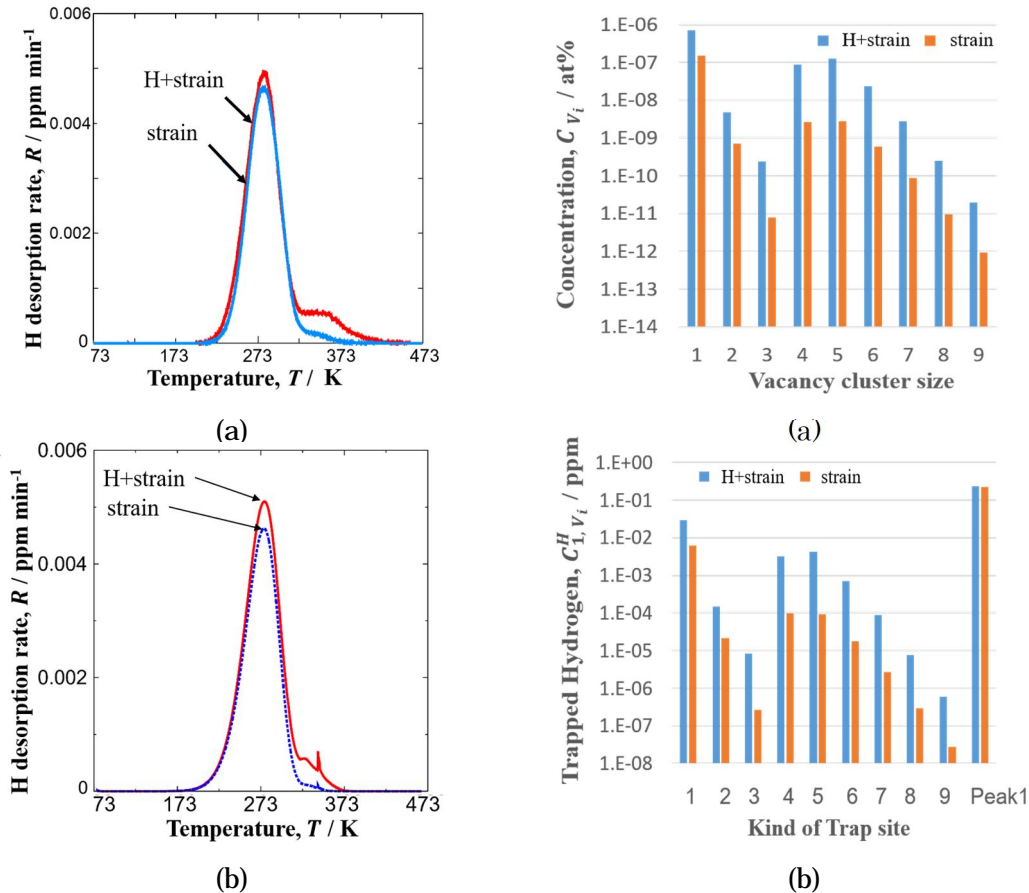 0.006
0.004
0.002
0
H desorption rate, R / ppm min⁻¹
H+strain
strain
73 173 273 373 473
Temperature, T / K
(a)
1.E-06
1.E-07
1.E-08
1.E-09
1.E-10
1.E-11
1.E-12
1.E-13
1.E-14
Concentration, C_{V_i} / at%
H+strain strain
1 2 3 4 5 6 7 8 9
Vacancy cluster size
(a)
0.006
0.004
0.002
0
H desorption rate, R / ppm min⁻¹
H+strain
strain
73 173 273 373 473
Temperature, T / K
(b)
1.E+00
1.E-01
1.E-02
1.E-03
1.E-04
1.E-05
1.E-06
1.E-07
1.E-08
Trapped Hydrogen, C^H_{1,V_i} / ppm
H+strain strain
1 2 3 4 5 6 7 8 9 Peak1
Kind of Trap site
(b)